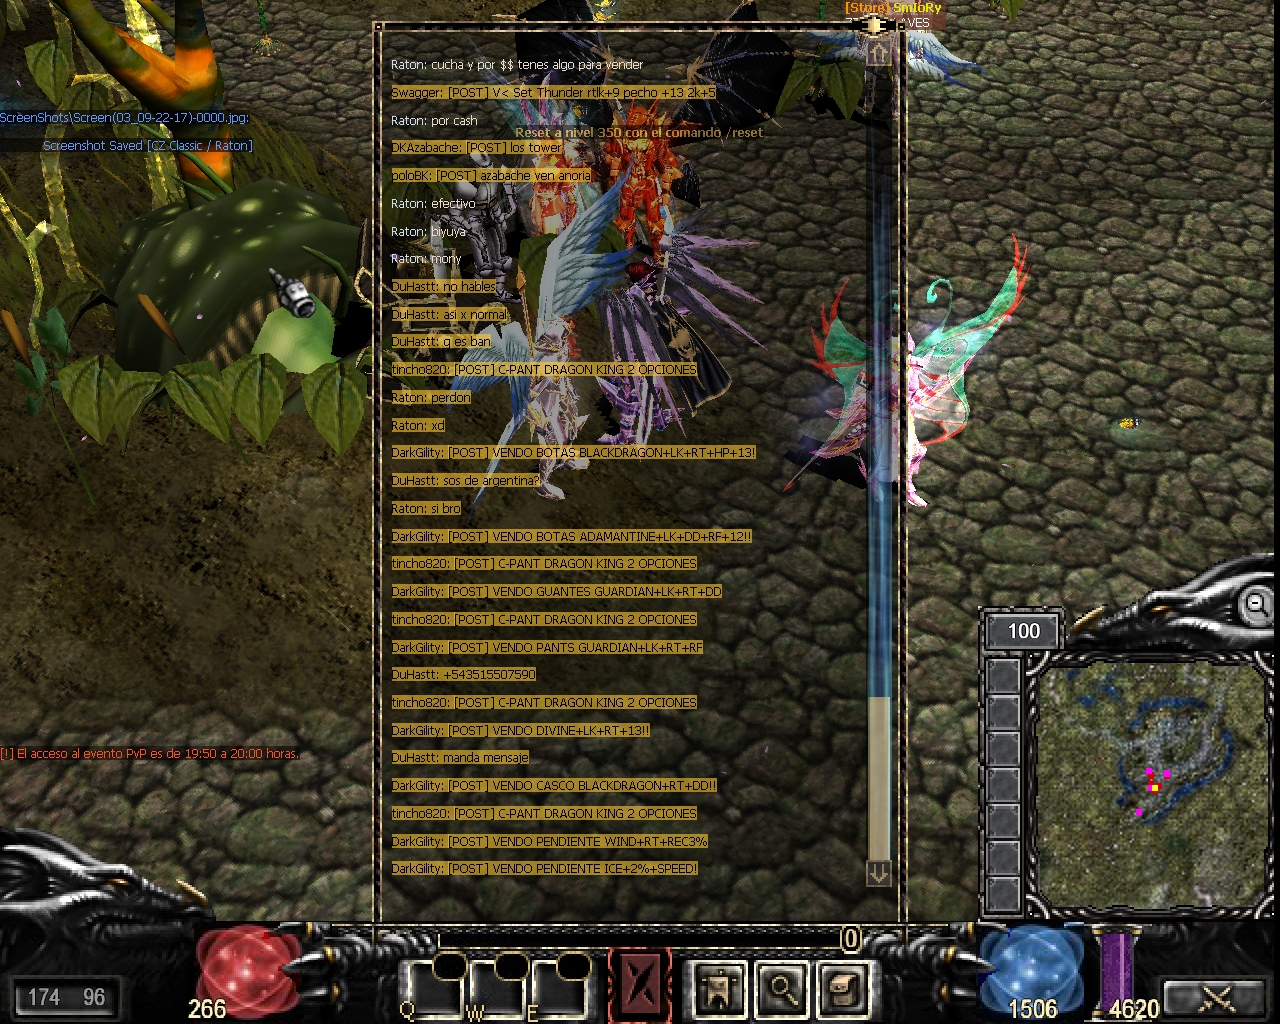 [Store] SmIoRy
AVES
Raton: cucha y por $$ tenes algo para vender
Swagger: [POST] V< Set Thunder rtlk+9 pecho +13 2k+5
ScreenShots\Screen(03_09-22-17)-0000.jpg:
Raton: por cash
Reset a nivel 350 con el comando /reset
Screenshot Saved [CZ Classic / Raton]
DKAzabache: [POST] los tower
poloBK: [POST] azabache ven anoria
Raton: efectivo
Raton: biyuya
Raton: mony
DuHastt: no hables
DuHastt: asi x normal
DuHastt: q es ban
tincho820: [POST] C-PANT DRAGON KING 2 OPCIONES
Raton: perdon
Raton: xd
DarkGility: [POST] VENDO BOTAS BLACKDRAGON+LK+RT+HP+13!
DuHastt: sos de argentina?
Raton: si bro
DarkGility: [POST] VENDO BOTAS ADAMANTINE+LK+DD+RF+12!!
tincho820: [POST] C-PANT DRAGON KING 2 OPCIONES
DarkGility: [POST] VENDO GUANTES GUARDIAN+LK+RT+DD
tincho820: [POST] C-PANT DRAGON KING 2 OPCIONES
DarkGility: [POST] VENDO PANTS GUARDIAN+LK+RT+RF
DuHastt: +543515507590
tincho820: [POST] C-PANT DRAGON KING 2 OPCIONES
DarkGility: [POST] VENDO DIVINE+LK+RT+13!!
DuHastt: manda mensaje
DarkGility: [POST] VENDO CASCO BLACKDRAGON+RT+DD!!
tincho820: [POST] C-PANT DRAGON KING 2 OPCIONES
DarkGility: [POST] VENDO PENDIENTE WIND+RT+REC3%
DarkGility: [POST] VENDO PENDIENTE ICE+2%+SPEED!
[!] El acceso al evento PvP es de 19:50 a 20:00 horas.
100
0
174 96
266
Q W E
1506
4620